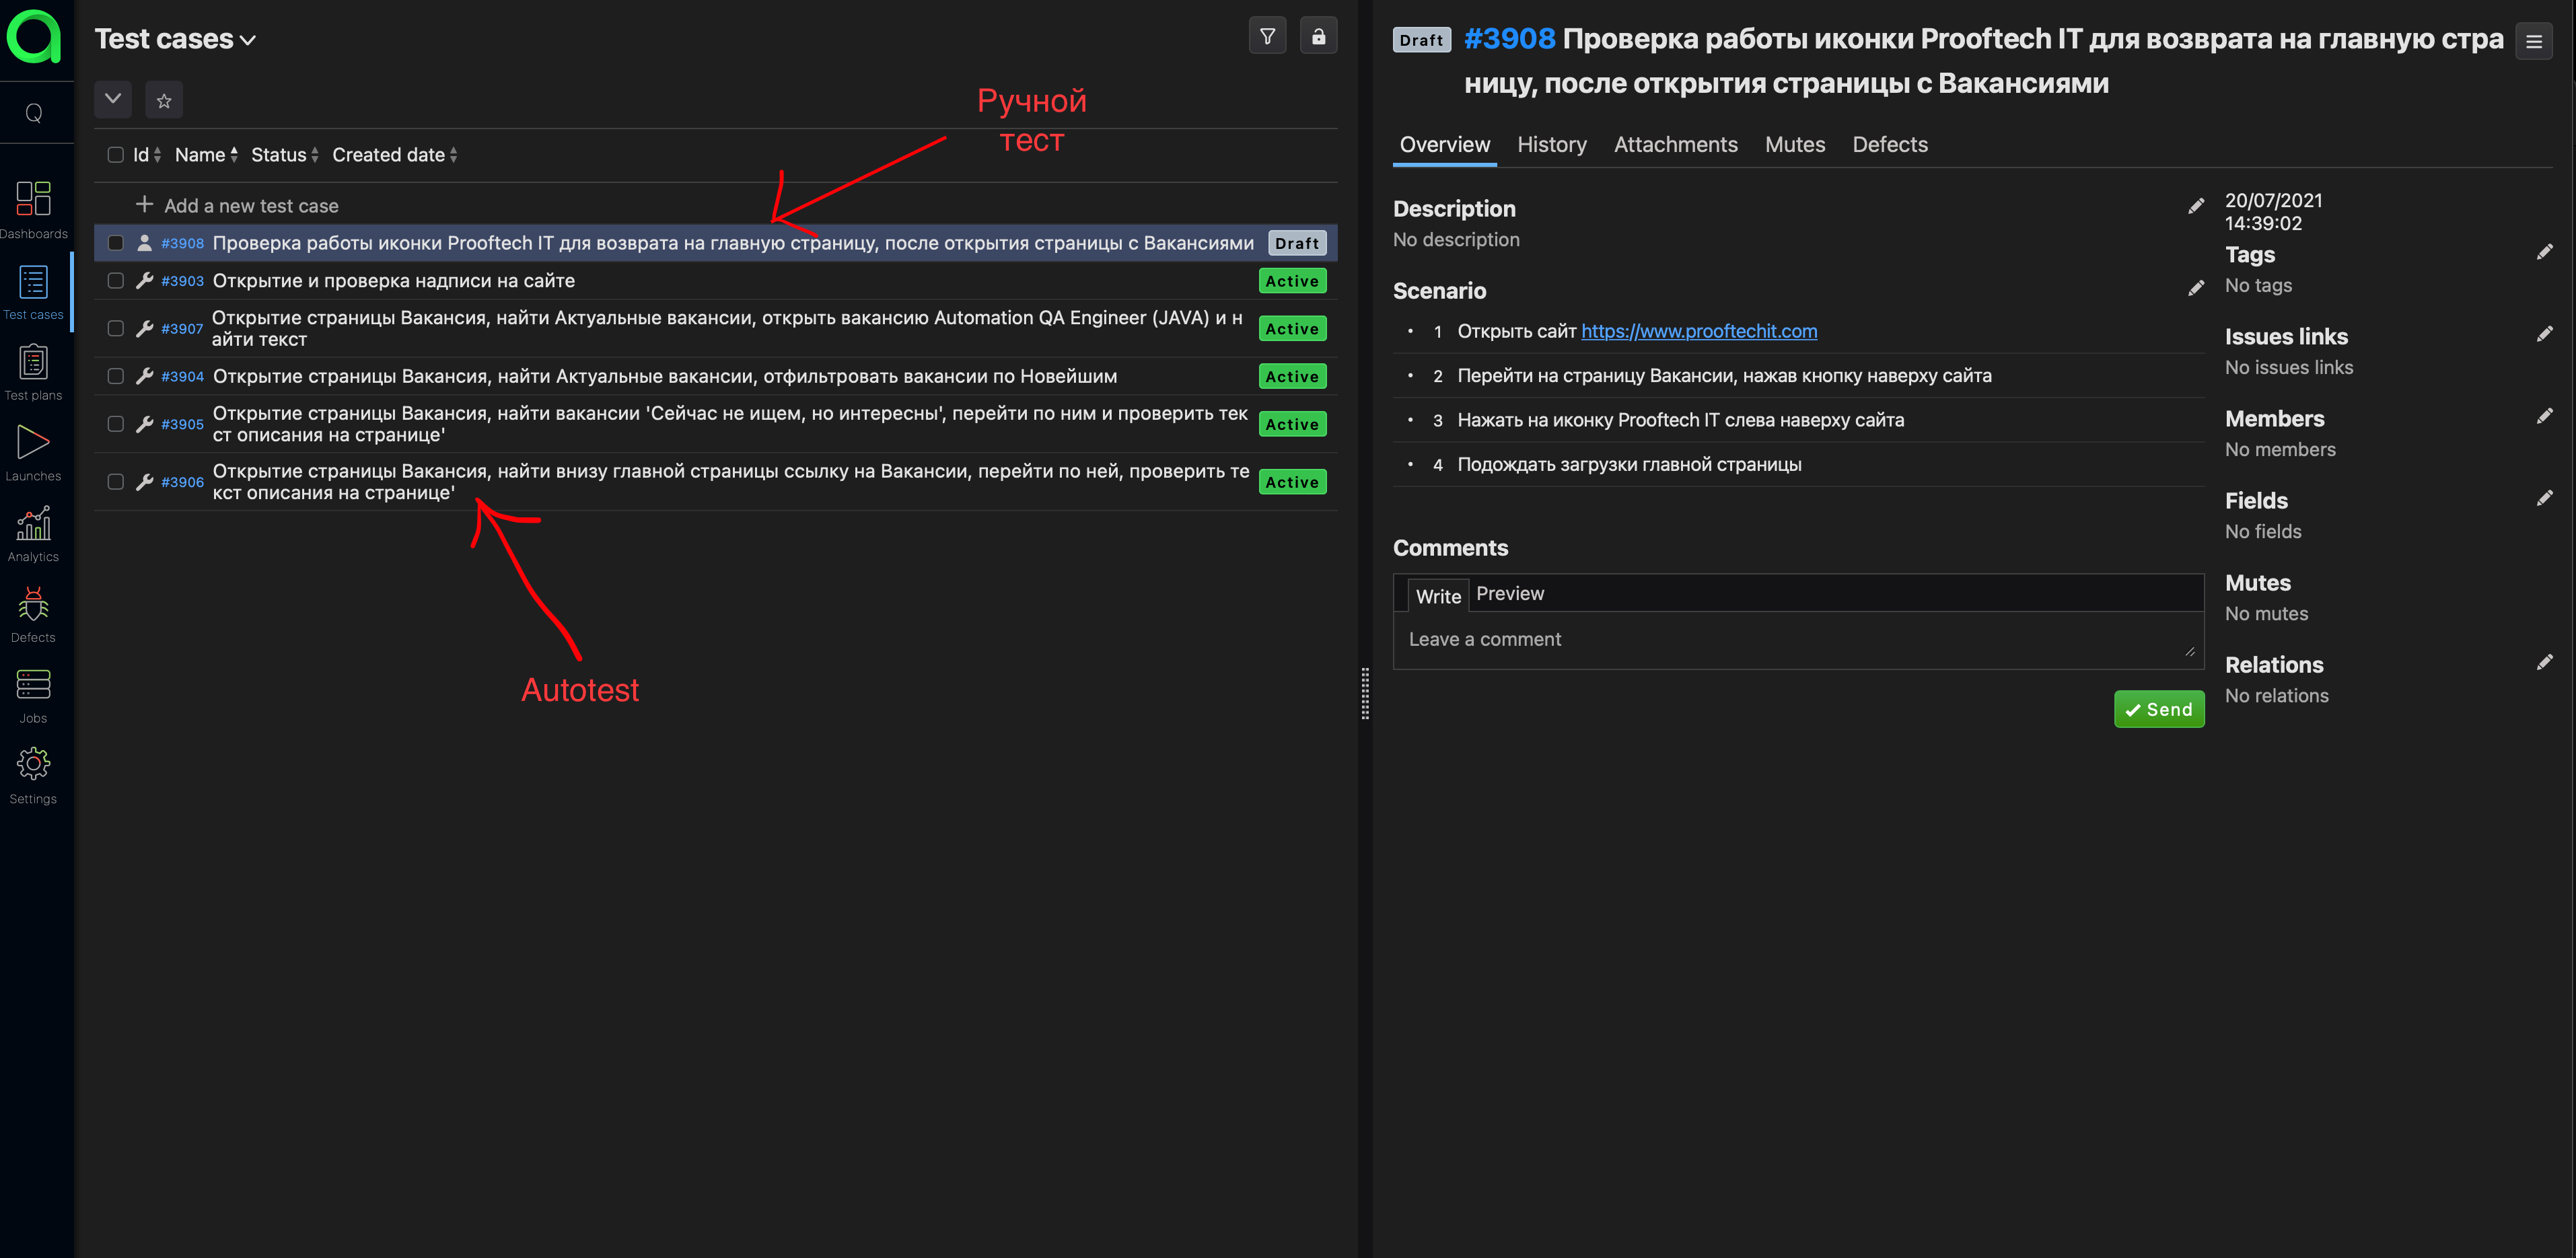 Test cases
Q
Dashboards
Test cases
Test plans
Launches
Analytics
Defects
Jobs
Settings
Ручной
тест
Id Name Status Created date
+ Add a new test case
#3908 Проверка работы иконки Prooftech IT для возврата на главную страницу, после открытия страницы с Вакансиями Draft
#3903 Открытие и проверка надписи на сайте Active
#3907 Открытие страницы Вакансия, найти Актуальные вакансии, открыть вакансию Automation QA Engineer (JAVA) и н
айти текст Active
#3904 Открытие страницы Вакансия, найти Актуальные вакансии, отфильтровать вакансии по Новейшим Active
#3905 Открытие страницы Вакансия, найти вакансии 'Сейчас не ищем, но интересны', перейти по ним и проверить тек
ст описания на странице' Active
#3906 Открытие страницы Вакансия, найти внизу главной страницы ссылку на Вакансии, перейти по ней, проверить те
кст описания на странице' Active
Autotest
Draft #3908 Проверка работы иконки Prooftech IT для возврата на главную стра
ницу, после открытия страницы с Вакансиями
Overview History Attachments Mutes Defects
Description
No description
Scenario
1 Открыть сайт https://www.prooftechit.com
2 Перейти на страницу Вакансии, нажав кнопку наверху сайта
3 Нажать на иконку Prooftech IT слева наверху сайта
4 Подождать загрузки главной страницы
Comments
Write Preview
Leave a comment
Send
20/07/2021
14:39:02
Tags
No tags
Issues links
No issues links
Members
No members
Fields
No fields
Mutes
No mutes
Relations
No relations